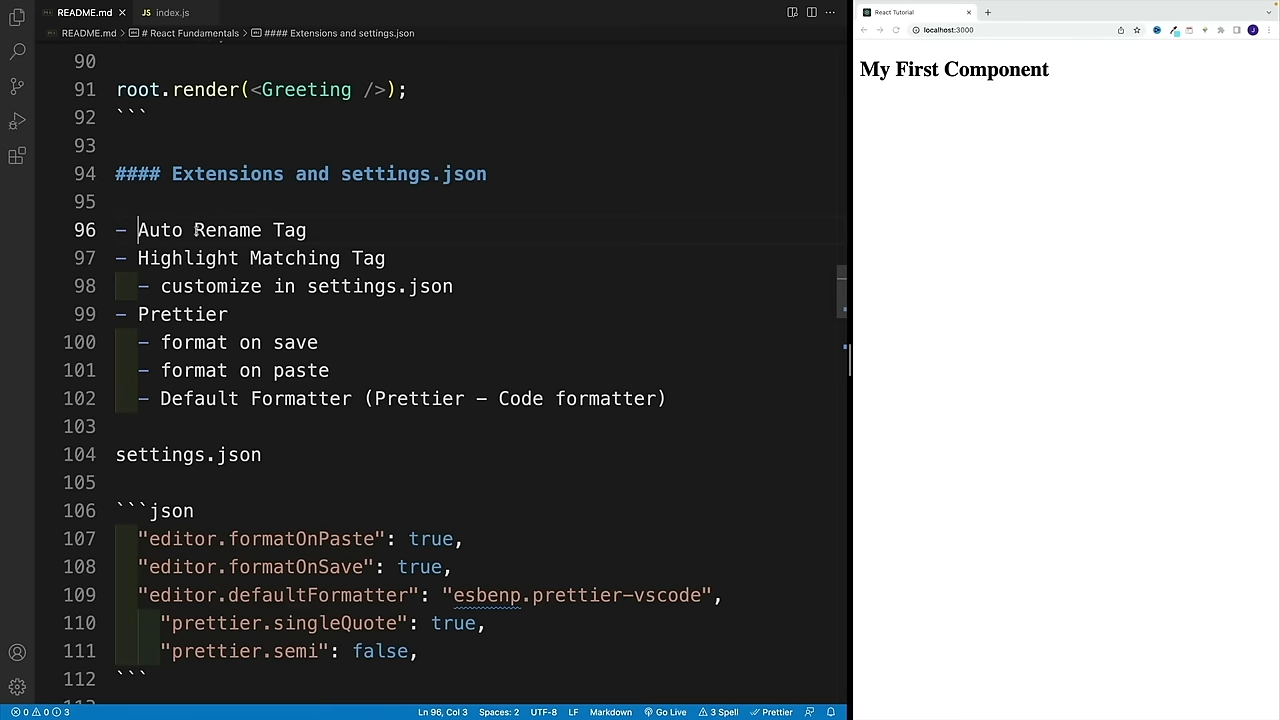 README.md
index.js
README.md > # React Fundamentals > #### Extensions and settings.json
90
91 root.render(<Greeting />);
92 ```
93
94 #### Extensions and settings.json
95
96 - Auto Rename Tag
97 - Highlight Matching Tag
98 - customize in settings.json
99 - Prettier
100 - format on save
101 - format on paste
102 - Default Formatter (Prettier - Code formatter)
103
104 settings.json
105
106 ```json
107 "editor.formatOnPaste": true,
108 "editor.formatOnSave": true,
109 "editor.defaultFormatter": "esbenp.prettier-vscode",
110 "prettier.singleQuote": true,
111 "prettier.semi": false,
112 ```
0 0 3
Ln 96, Col 3
Spaces: 2
UTF-8
LF
Markdown
Go Live
3 Spell
Prettier
React Tutorial
localhost:3000
J
My First Component